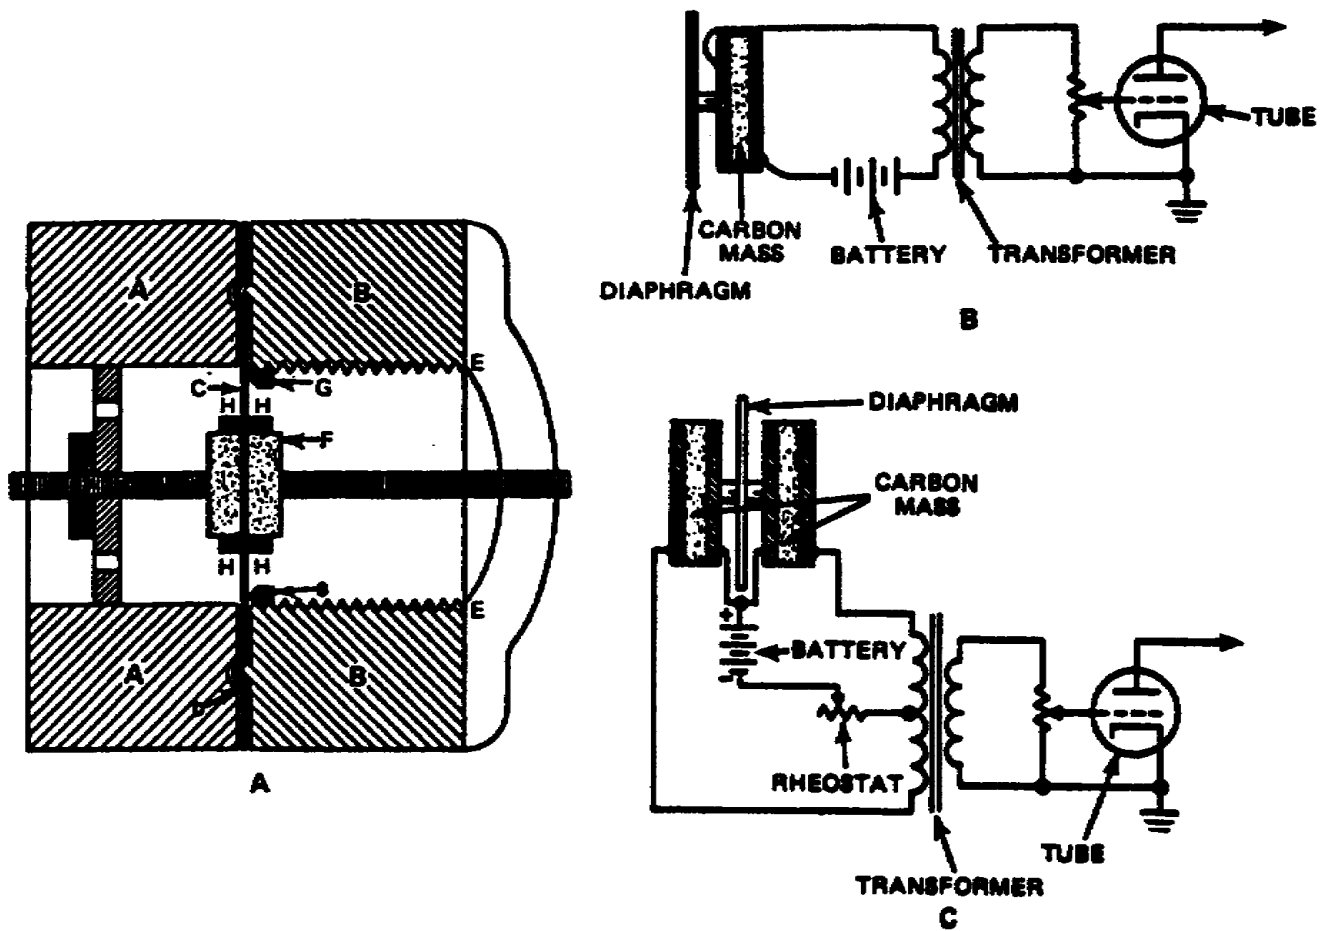 A
B
E
C
G
H H
F
H H
E
A
B
A
CARBON
MASS
BATTERY
TRANSFORMER
TUBE
DIAPHRAGM
B
DIAPHRAGM
CARBON
MASS
+
BATTERY
-
RHEOSTAT
TUBE
TRANSFORMER
C